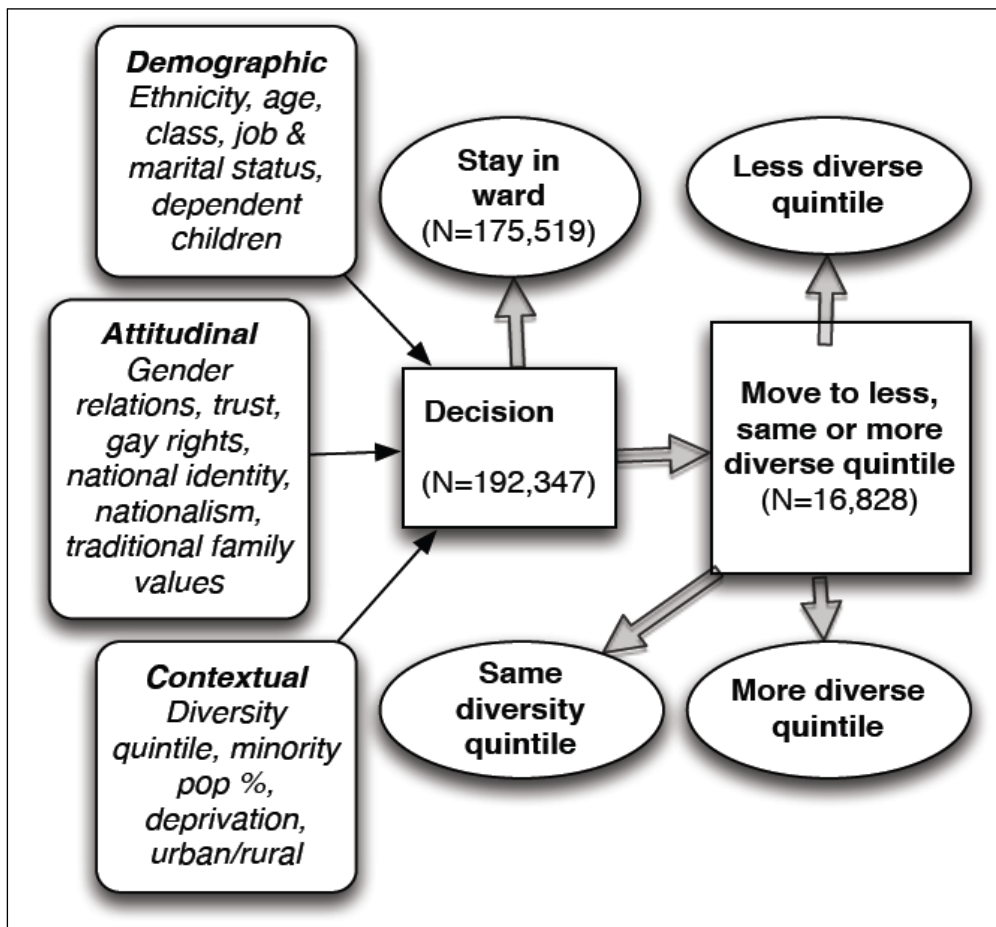 Demographic
Ethnicity, age,
class, job &
marital status,
dependent
children
Attitudinal
Gender
relations, trust,
gay rights,
national identity,
nationalism,
traditional family
values
Contextual
Diversity
quintile, minority
pop %,
deprivation,
urban/rural
Stay in
ward
(N=175,519)
Decision
(N=192,347)
Less diverse
quintile
Move to less,
same or more
diverse quintile
(N=16,828)
Same
diversity
quintile
More diverse
quintile